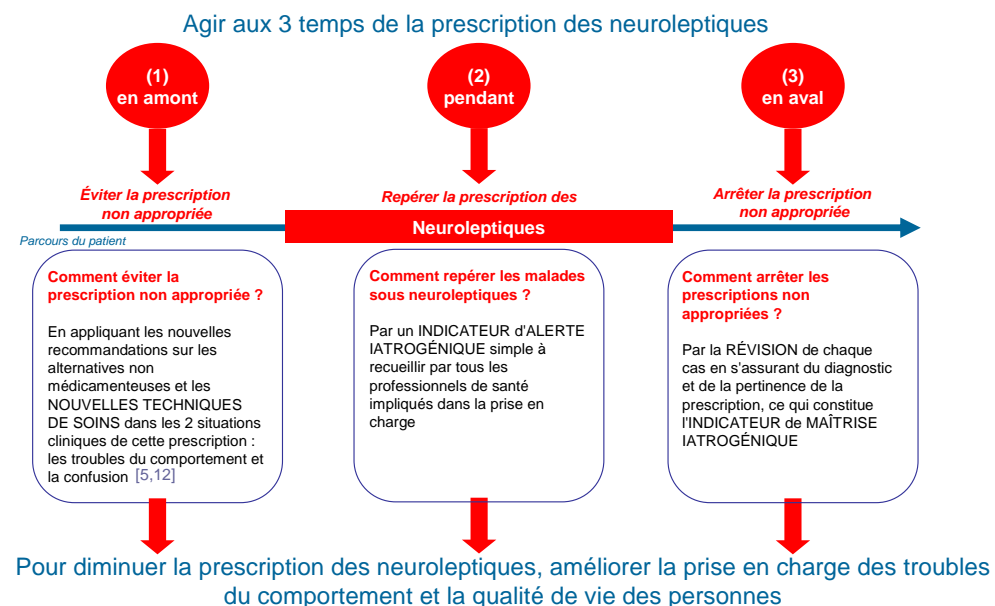 Agir aux 3 temps de la prescription des neuroleptiques
(1)
en amont
(2)
pendant
(3)
en aval
Éviter la prescription
non appropriée
Repérer la prescription des
Arrêter la prescription
non appropriée
Neuroleptiques
Parcours du patient
Comment éviter la
prescription non appropriée ?
En appliquant les nouvelles
recommandations sur les
alternatives non
médicamenteuses et les
NOUVELLES TECHNIQUES
DE SOINS dans les 2 situations
cliniques de cette prescription :
les troubles du comportement et
la confusion [5,12]
Comment repérer les malades
sous neuroleptiques ?
Par un INDICATEUR d'ALERTE
IATROGÉNIQUE simple à
recueillir par tous les
professionnels de santé
impliqués dans la prise en
charge
Comment arrêter les
prescriptions non
appropriées ?
Par la RÉVISION de chaque
cas en s'assurant du diagnostic
et de la pertinence de la
prescription, ce qui constitue
l'INDICATEUR de MAÎTRISE
IATROGÉNIQUE
Pour diminuer la prescription des neuroleptiques, améliorer la prise en charge des troubles
du comportement et la qualité de vie des personnes